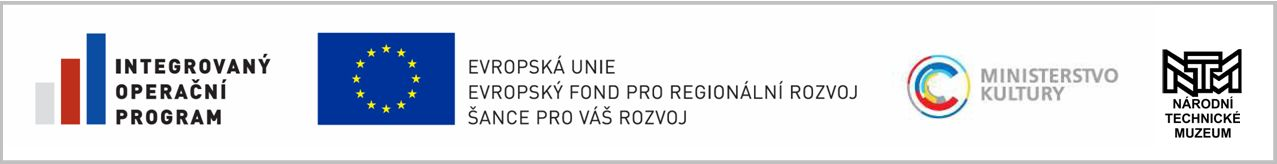 INTEGROVANÝ
OPERAČNÍ
PROGRAM
EVROPSKÁ UNIE
EVROPSKÝ FOND PRO REGIONÁLNÍ ROZVOJ
ŠANCE PRO VÁŠ ROZVOJ
MINISTERSTVO
KULTURY
NTM
NÁRODNÍ
TECHNICKÉ
MUZEUM